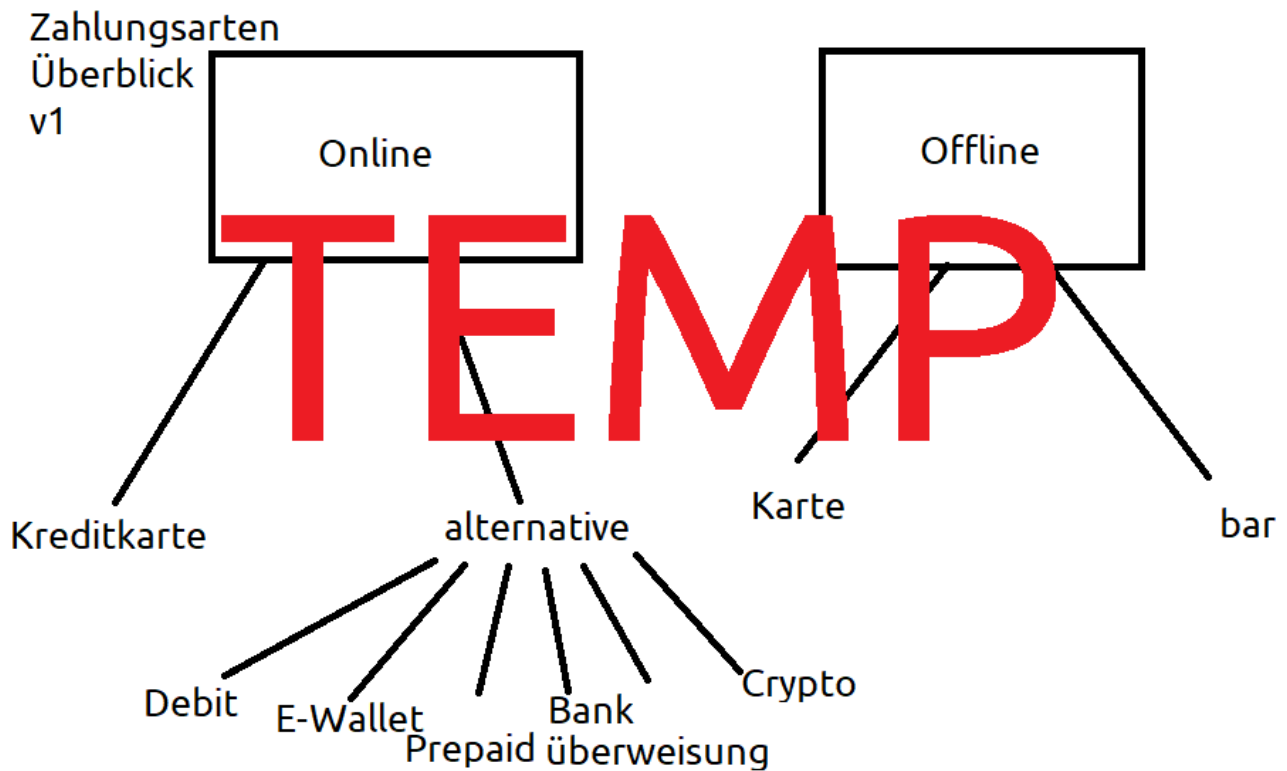 Zahlungsarten
Überblick
v1
Online
Offline
TEMP
Kreditkarte
alternative
Karte
bar
Debit
E-Wallet
Prepaid
Bank
überweisung
Crypto